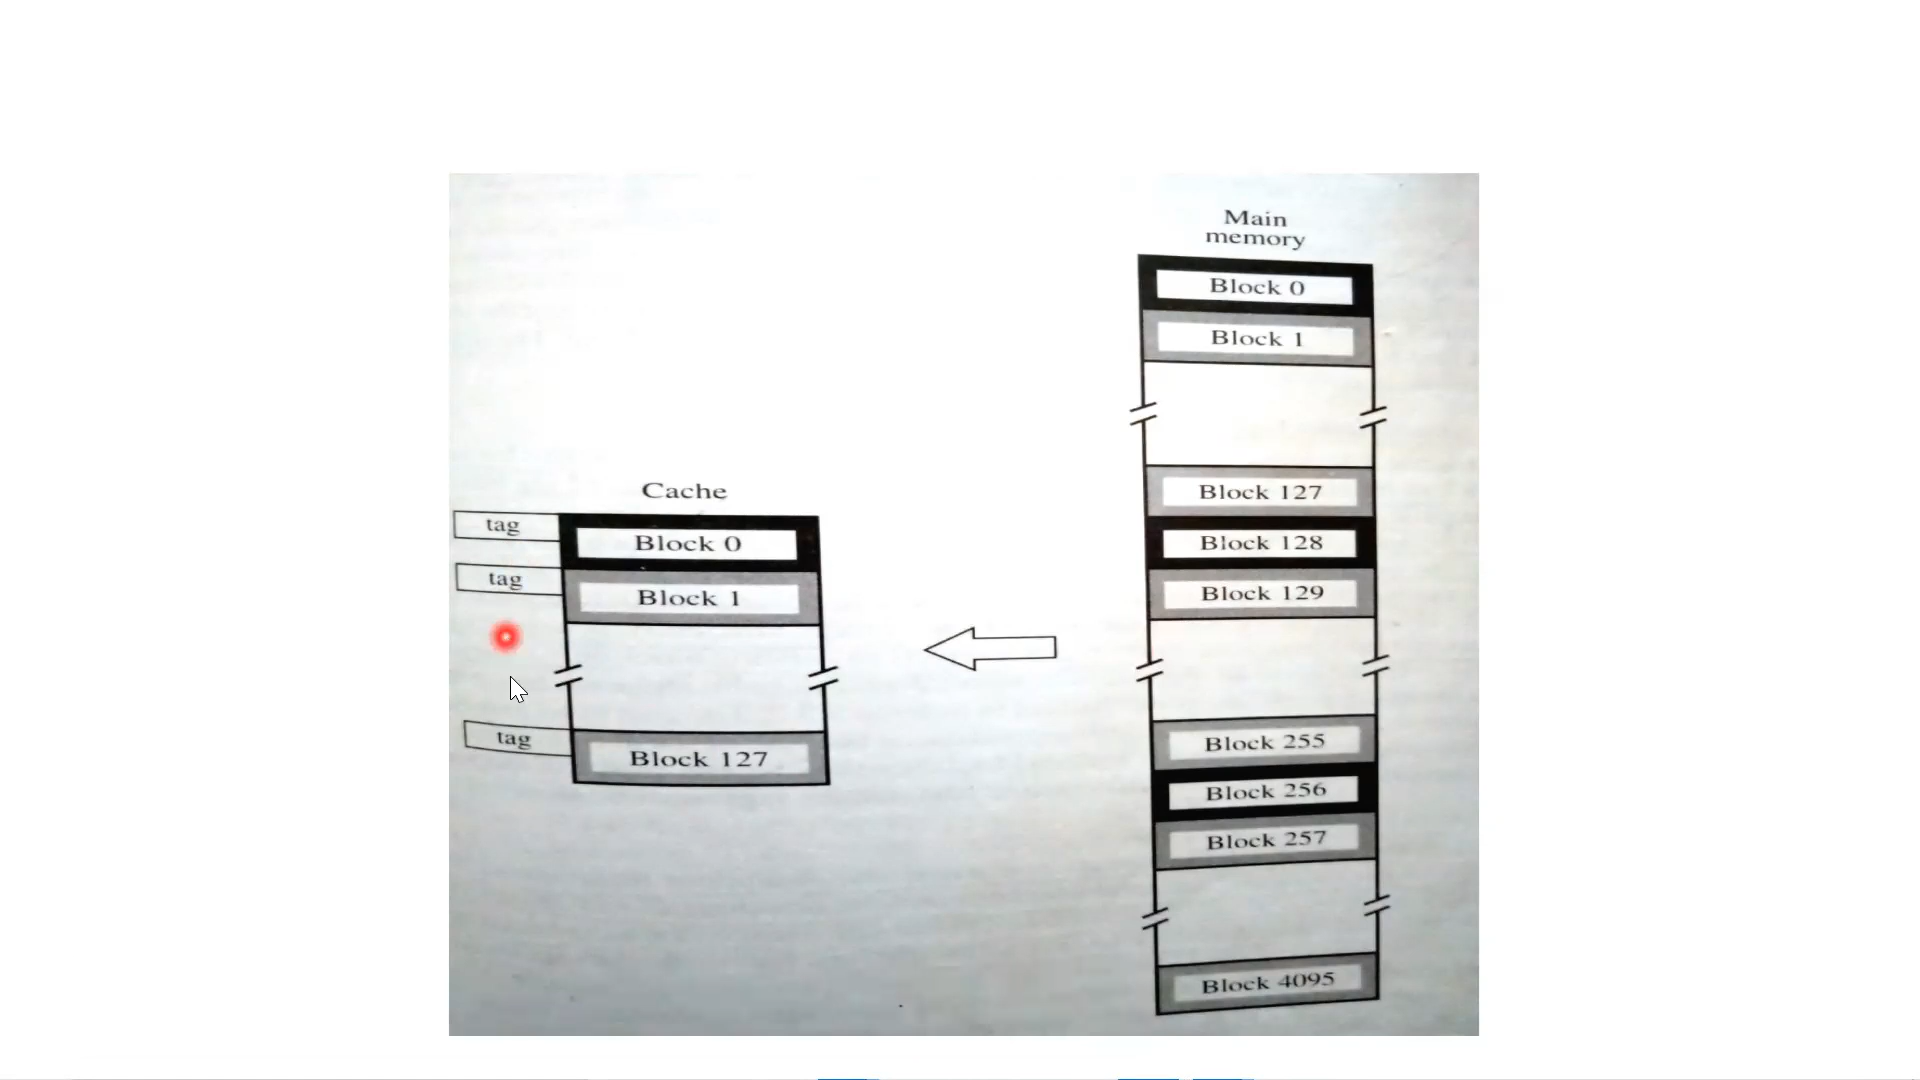 Main
memory
Block 0
Block 1
Block 127
Block 128
Block 129
Block 255
Block 256
Block 257
Block 4095
Cache
tag
Block 0
tag
Block 1
tag
Block 127